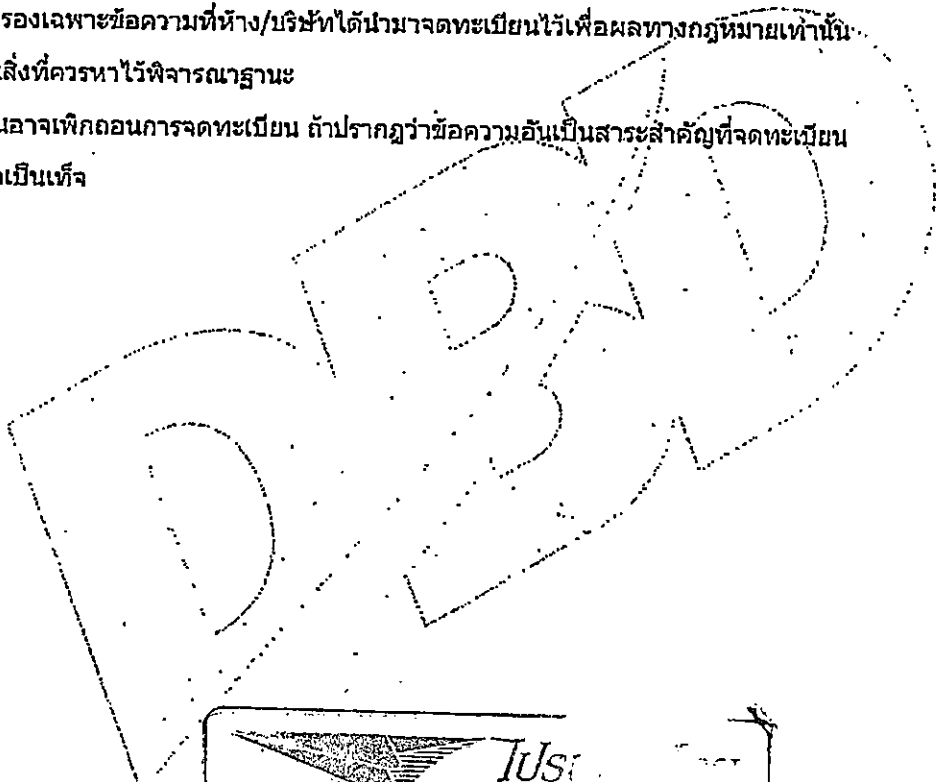 รองเฉพาะข้อความที่ห้าง/บริษัทได้นำมาจดทะเบียนไว้เพื่อผลทางกฎหมายเท่านั้น
สิ่งที่ควรหาไว้พิจารณาฐานะ
อาจเพิกถอนการจดทะเบียน ถ้าปรากฏว่าข้อความอันเป็นสาระสำคัญที่จดทะเบียน
เป็นเท็จ
DBD